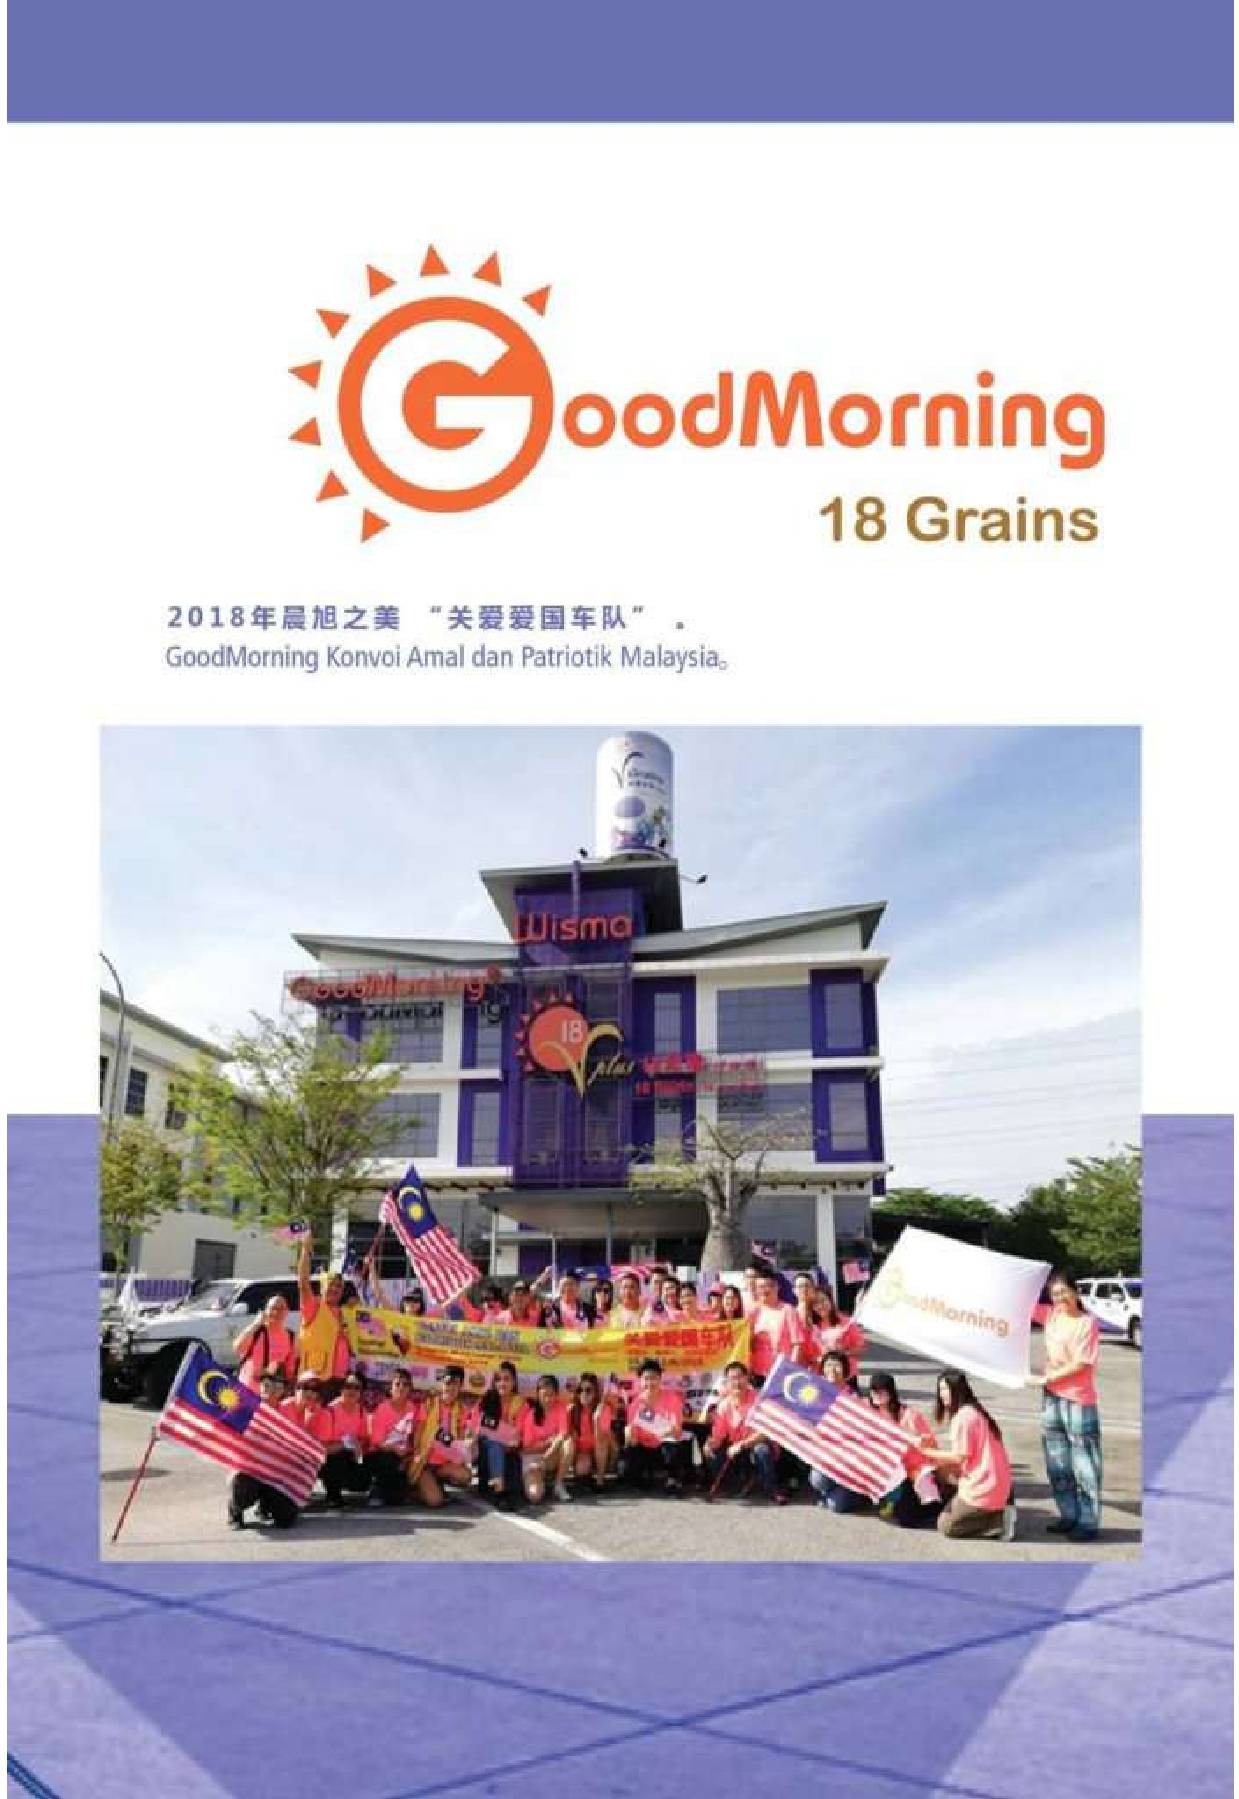 GoodMorning
18 Grains
2018年晨旭之美 “关爱爱国车队” 。
GoodMorning Konvoi Amal dan Patriotik Malaysia。
Wisma
GoodMorning
18
Vplus
关爱爱国车队
GoodMorning